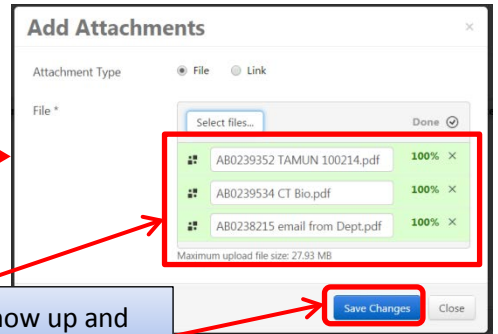 Add Attachments ×
Attachment Type File Link
File *
Select files... Done
AB0239352 TAMUN 100214.pdf 100% ×
AB0239534 CT Bio.pdf 100% ×
AB0238215 email from Dept.pdf 100% ×
Maximum upload file size: 27.93 MB
up and
Save Changes Close